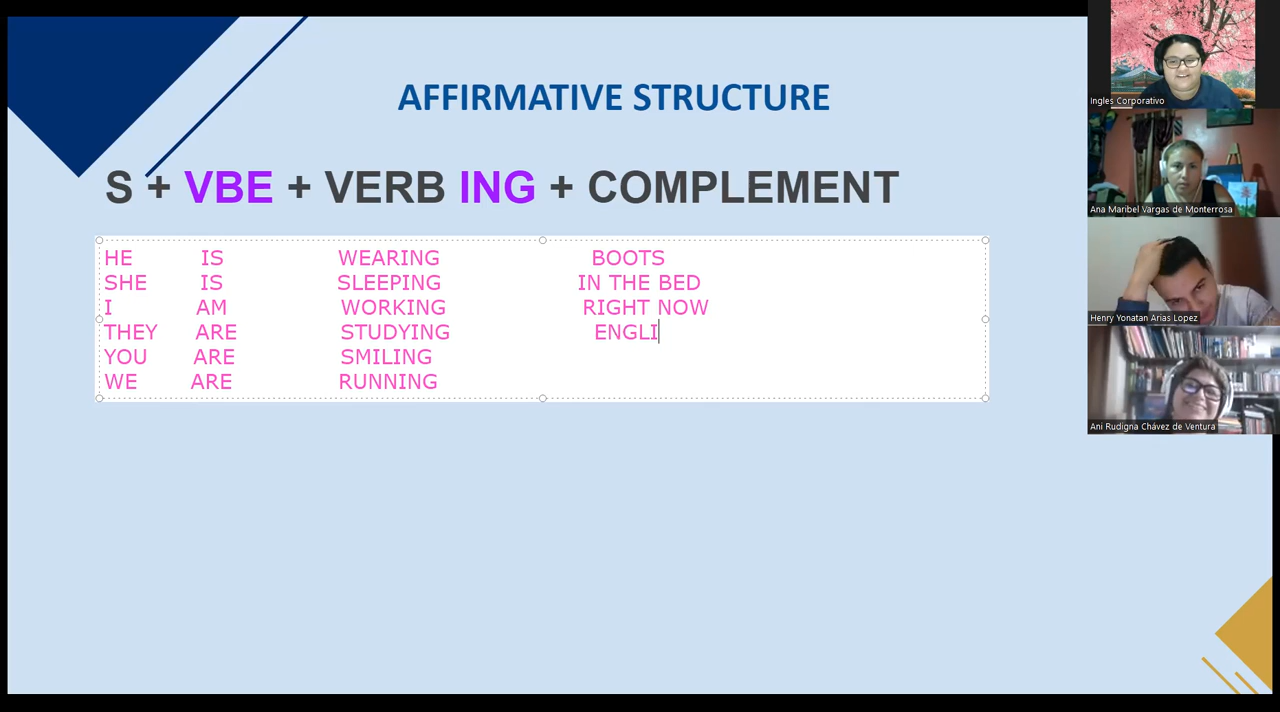 AFFIRMATIVE STRUCTURE
S + VBE + VERB ING + COMPLEMENT
HE IS WEARING BOOTS
SHE IS SLEEPING IN THE BED
I AM WORKING RIGHT NOW
THEY ARE STUDYING ENGLI
YOU ARE SMILING
WE ARE RUNNING
Ingles Corporativo
Ana Maribel Vargas de Monterrosa
Henry Yonatan Arias Lopez
Ani Rudigna Chávez de Ventura